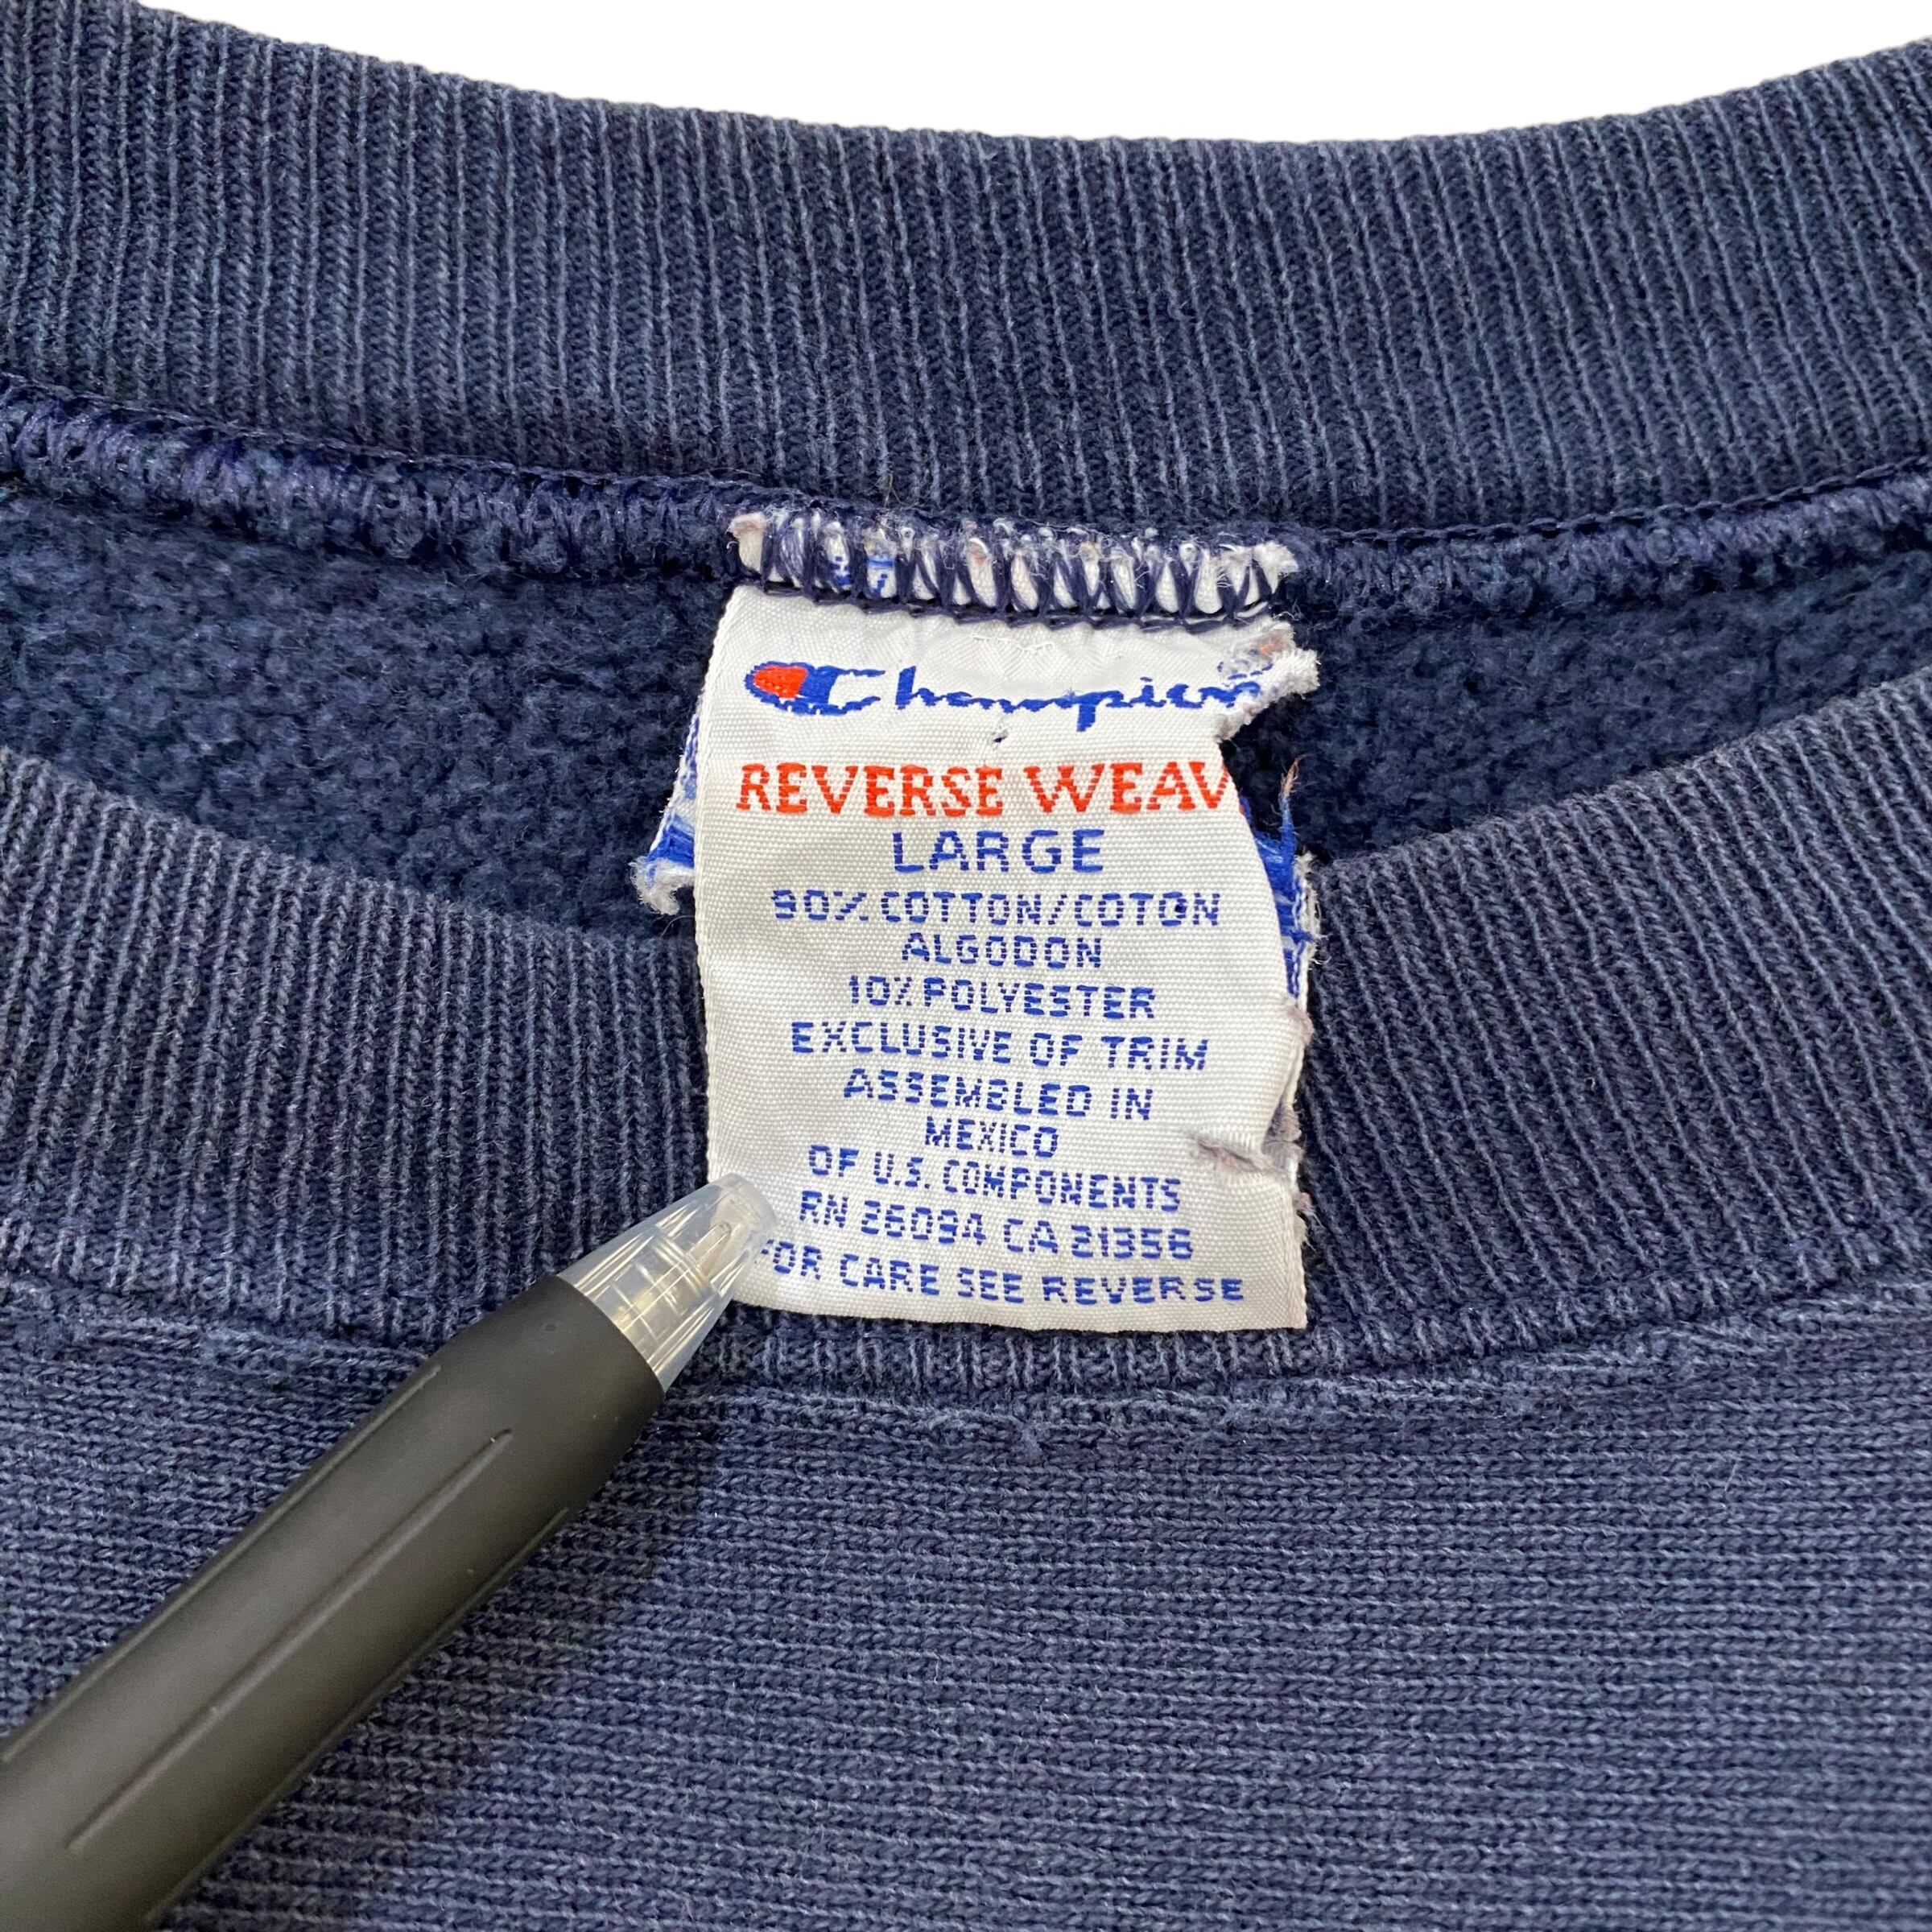 Champion
REVERSE WEAV
LARGE
90% COTTON/COTON
ALGODON
10% POLYESTER
EXCLUSIVE OF TRIM
ASSEMBLED IN
MEXICO
OF U.S. COMPONENTS
RN 26094 CA 21356
FOR CARE SEE REVERSE